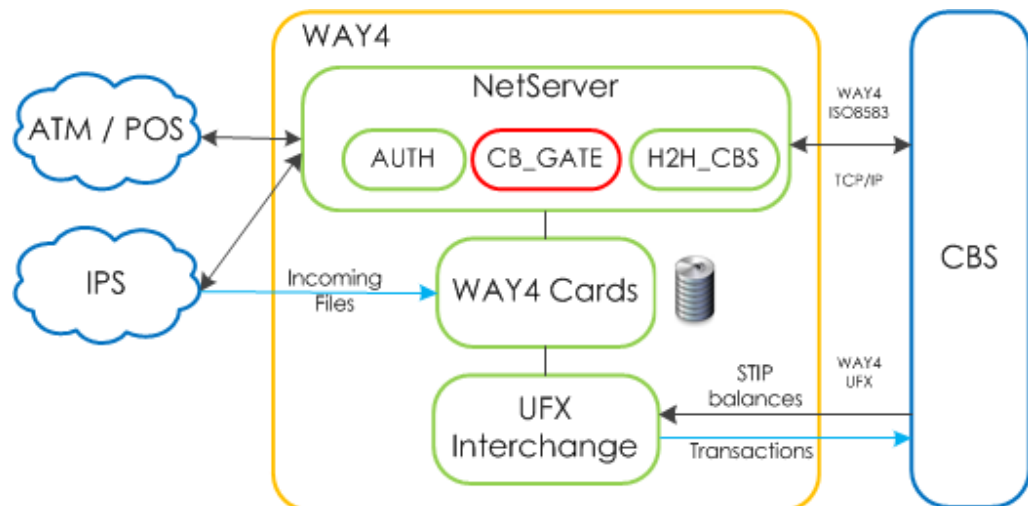 WAY4
NetServer
ATM / POS
AUTH
CB_GATE
H2H_CBS
WAY4
ISO8583
TCP/IP
IPS
Incoming
Files
WAY4 Cards
CBS
STIP
balances
WAY4
UFX
UFX
Interchange
Transactions